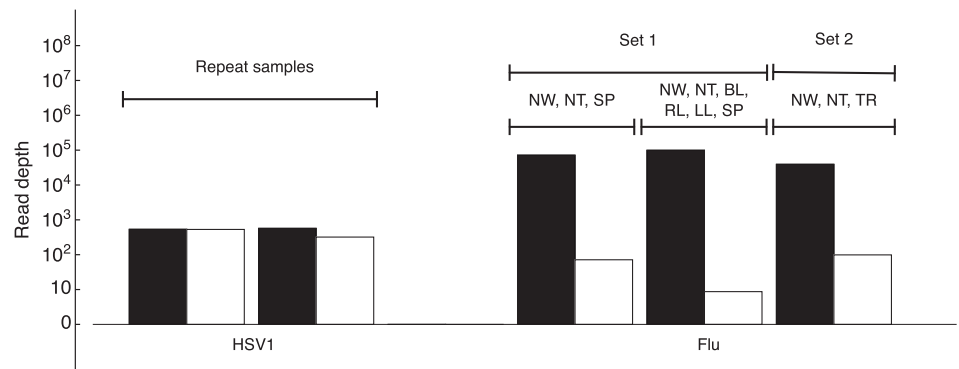 Set 1
Set 2
Repeat samples
NW, NT, SP
NW, NT, BL,
RL, LL, SP
NW, NT, TR
Read depth
10⁸
10⁷
10⁶
10⁵
10⁴
10³
10²
10
0
HSV1
Flu